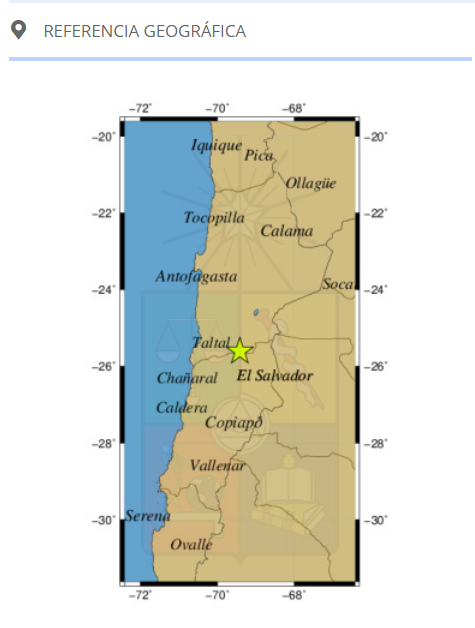 REFERENCIA GEOGRÁFICA
−72˚ −70˚ −68˚
−20˚ −20˚
Iquique
Pica
Ollagüe
−22˚ −22˚
Tocopilla
Calama
Antofagasta
Soca
−24˚ −24˚
Taltal
−26˚ −26˚
Chañaral El Salvador
Caldera
Copiapó
−28˚ −28˚
Vallenar
−30˚ −30˚
Serena
Ovalle
−72˚ −70˚ −68˚